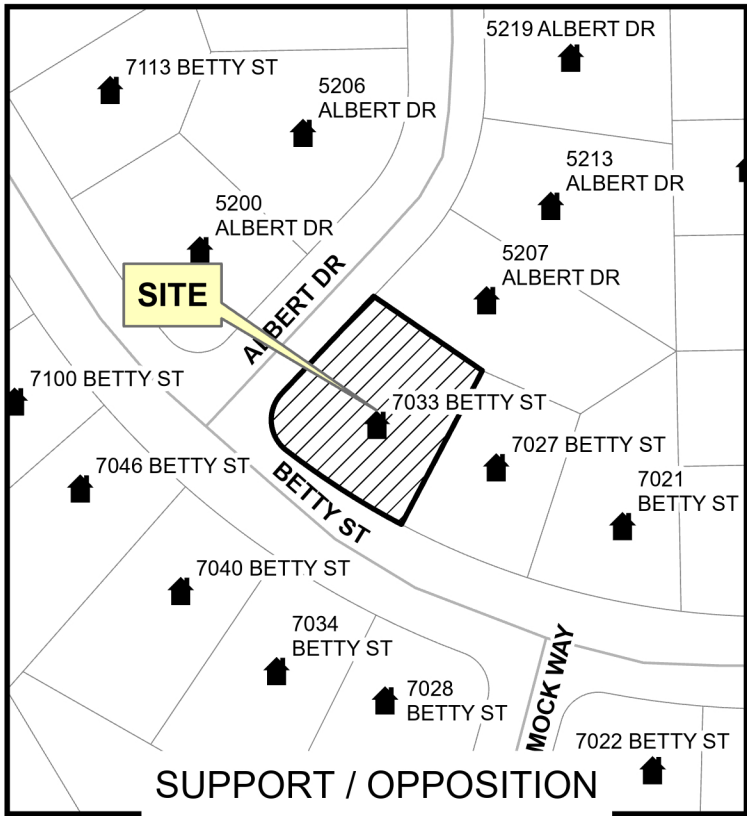 5219 ALBERT DR
7113 BETTY ST
5206
ALBERT DR
5213
ALBERT DR
5200
ALBERT DR
5207
ALBERT DR
SITE
ALBERT DR
7100 BETTY ST
7033 BETTY ST
7046 BETTY ST
7027 BETTY ST
7021
BETTY ST
BETTY ST
7040 BETTY ST
7034
BETTY ST
7028
BETTY ST
MOCK WAY
7022 BETTY ST
SUPPORT / OPPOSITION